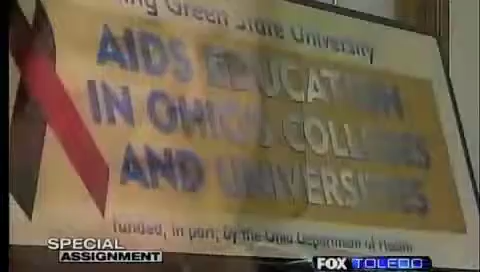 ing Green State University
AIDS EDUCATION
IN OHIO'S COLLEGES
AND UNIVERSITIES
funded, in part, by the Ohio Department of Health
SPECIAL
ASSIGNMENT
FOX TOLEDO